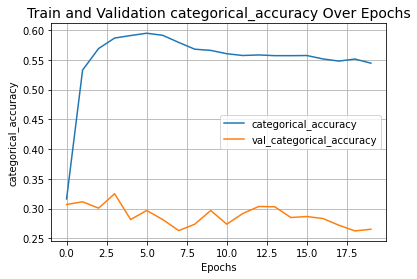 Train and Validation categorical_accuracy Over Epochs
categorical_accuracy
0.60
0.55
0.50
0.45
0.40
0.35
0.30
0.25
categorical_accuracy
val_categorical_accuracy
0.0 2.5 5.0 7.5 10.0 12.5 15.0 17.5
Epochs